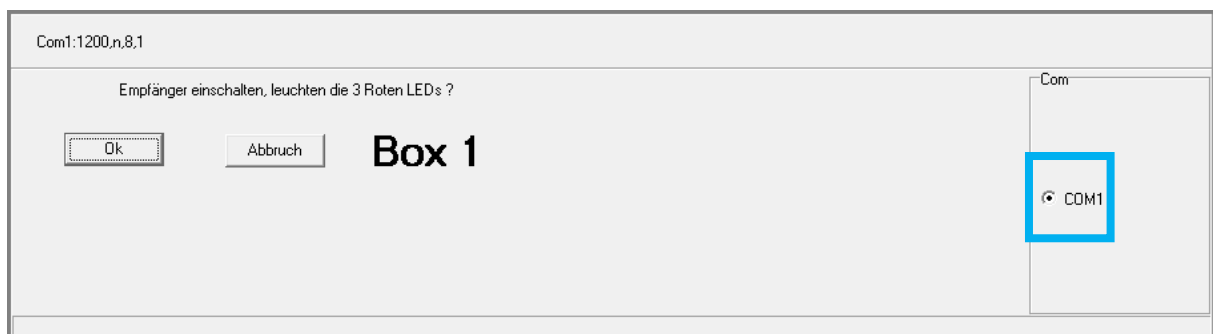 Com1:1200,n,8,1
Empfänger einschalten, leuchten die 3 Roten LEDs ?
Com
Ok
Abbruch
Box 1
COM1